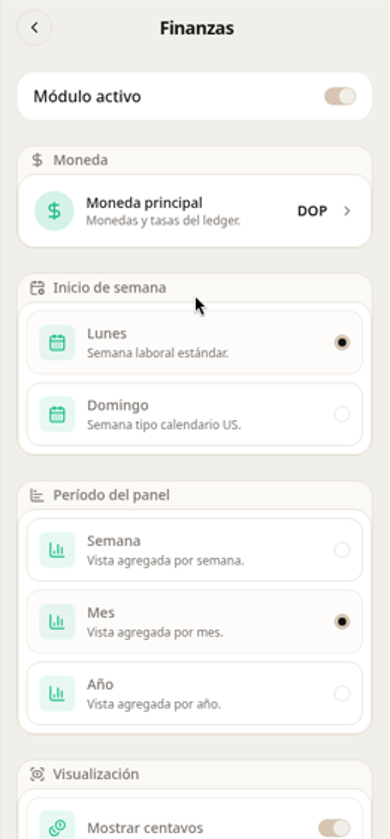 Finanzas
Módulo activo
Moneda
Moneda principal
Monedas y tasas del ledger.
DOP
Inicio de semana
Lunes
Semana laboral estándar.
Domingo
Semana tipo calendario US.
Período del panel
Semana
Vista agregada por semana.
Mes
Vista agregada por mes.
Año
Vista agregada por año.
Visualización
Mostrar centavos